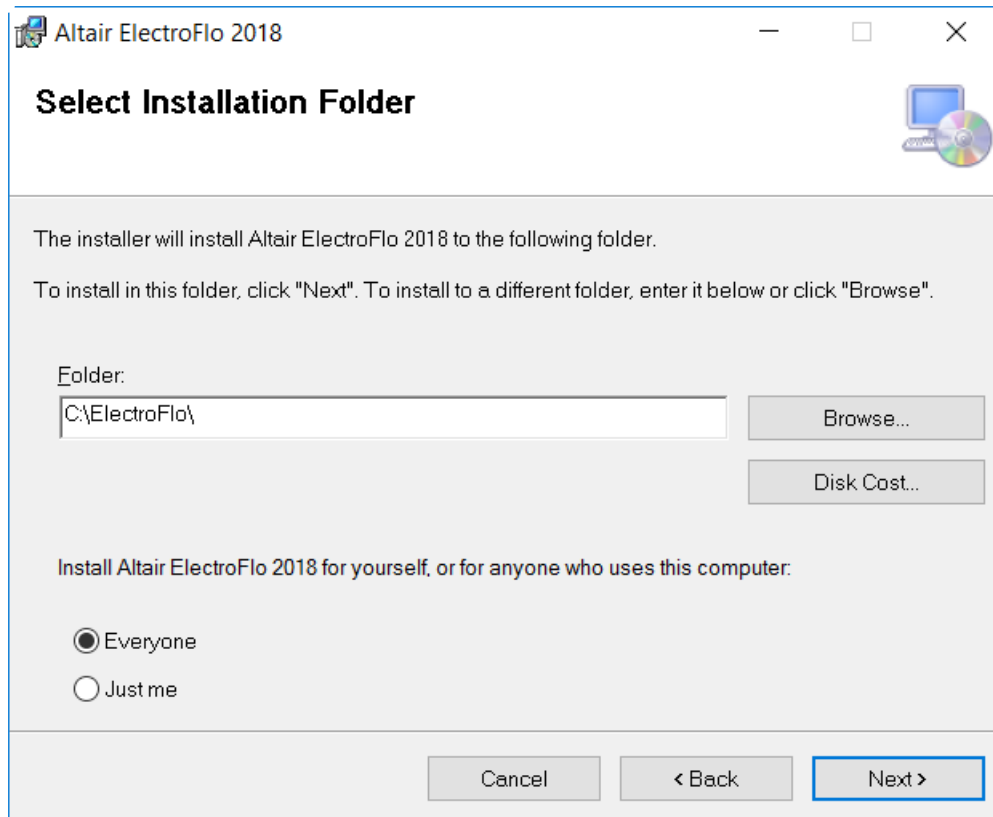 Altair ElectroFlo 2018
Select Installation Folder
The installer will install Altair ElectroFlo 2018 to the following folder.
To install in this folder, click "Next". To install to a different folder, enter it below or click "Browse".
Folder:
C:\ElectroFlo\
Browse...
Disk Cost...
Install Altair ElectroFlo 2018 for yourself, or for anyone who uses this computer:
Everyone
Just me
Cancel
< Back
Next >